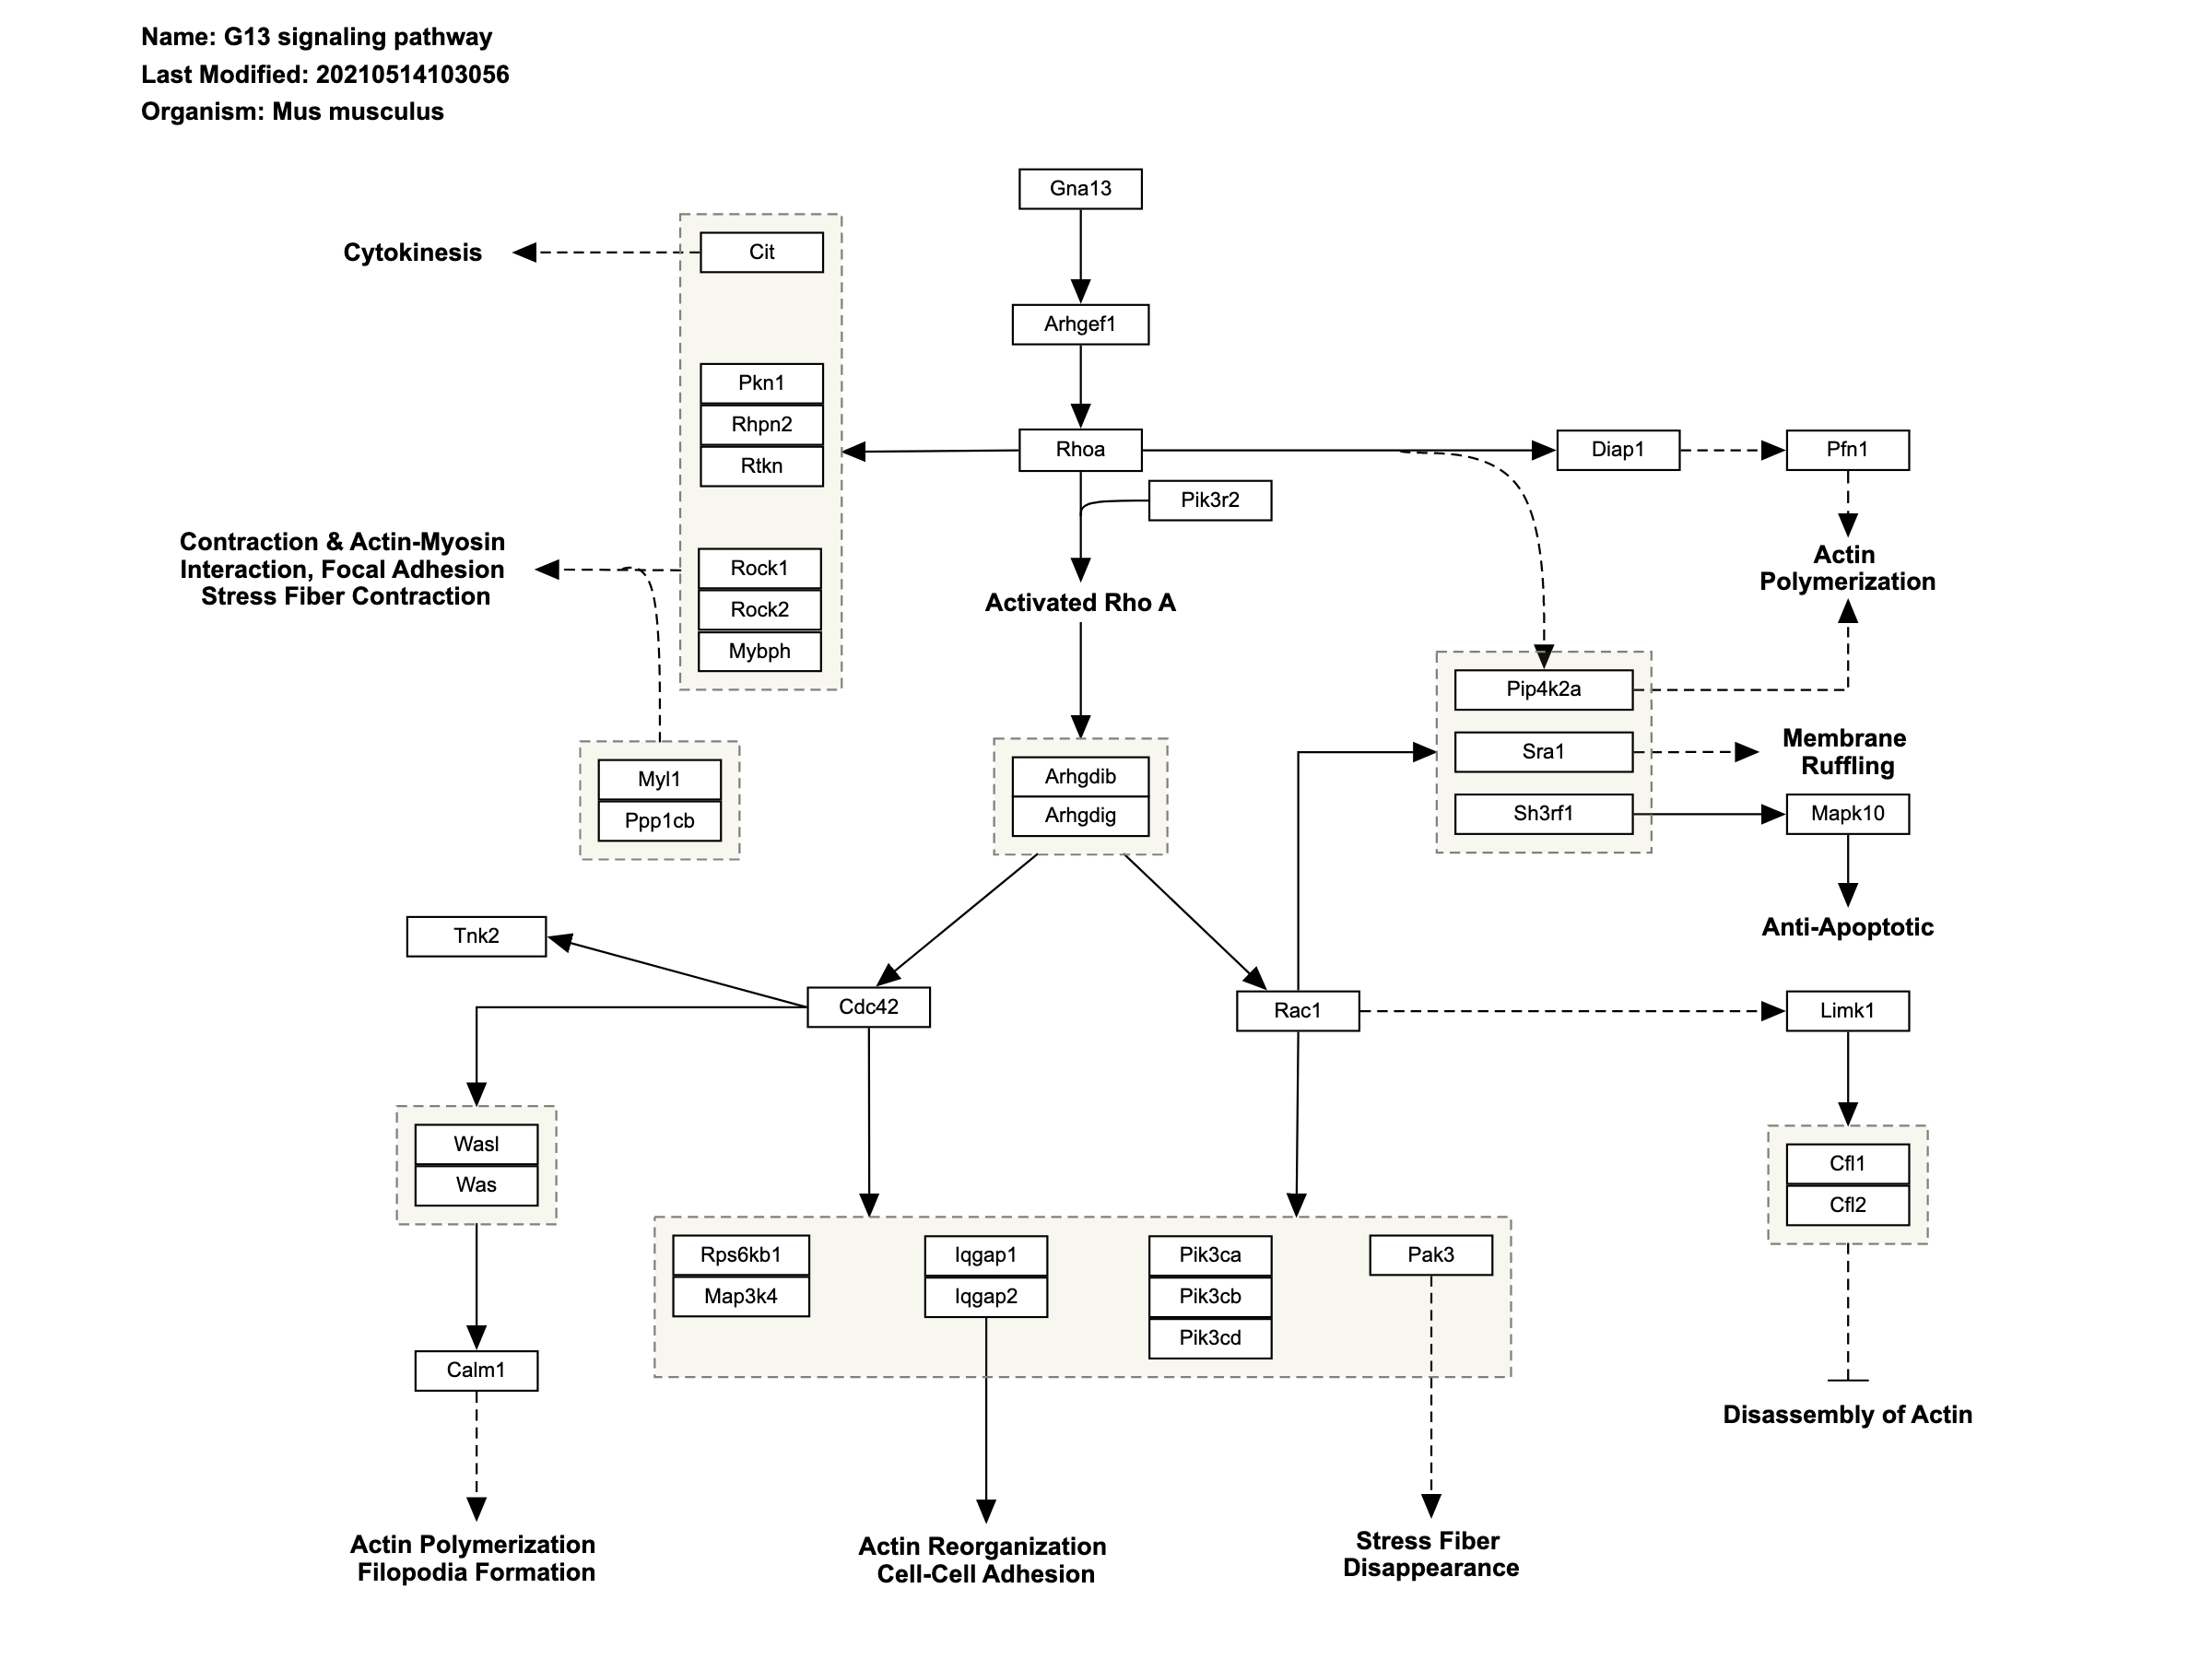 Name: G13 signaling pathway
Last Modified: 20210514103056
Organism: Mus musculus
Gna13
Cytokinesis
Cit
Arhgef1
Pkn1
Rhpn2
Rtkn
Rhoa
Diap1
Pfn1
Pik3r2
Contraction & Actin-Myosin
Interaction, Focal Adhesion
Stress Fiber Contraction
Rock1
Rock2
Mybph
Activated Rho A
Actin
Polymerization
Pip4k2a
Sra1
Sh3rf1
Membrane
Ruffling
Mapk10
Anti-Apoptotic
Myl1
Ppp1cb
Arhgdib
Arhgdig
Tnk2
Cdc42
Rac1
Limk1
Wasl
Was
Cfl1
Cfl2
Rps6kb1
Map3k4
Iqgap1
Iqgap2
Pik3ca
Pik3cb
Pik3cd
Pak3
Calm1
Disassembly of Actin
Actin Polymerization
Filopodia Formation
Actin Reorganization
Cell-Cell Adhesion
Stress Fiber
Disappearance